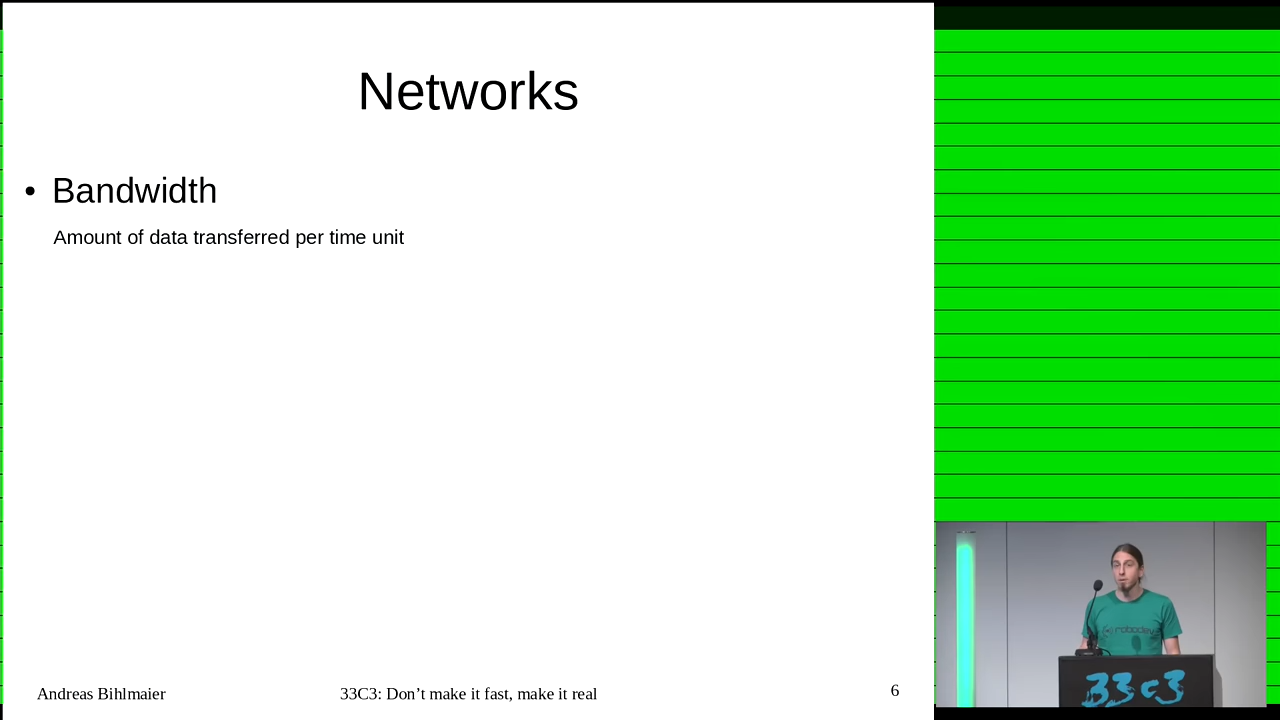 Networks
• Bandwidth
Amount of data transferred per time unit
Andreas Bihlmaier
33C3: Don’t make it fast, make it real
6
33c3